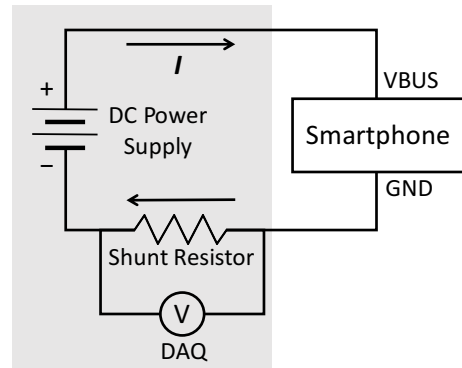 I
VBUS
+
DC Power
Supply
Smartphone
−
GND
Shunt Resistor
V
DAQ